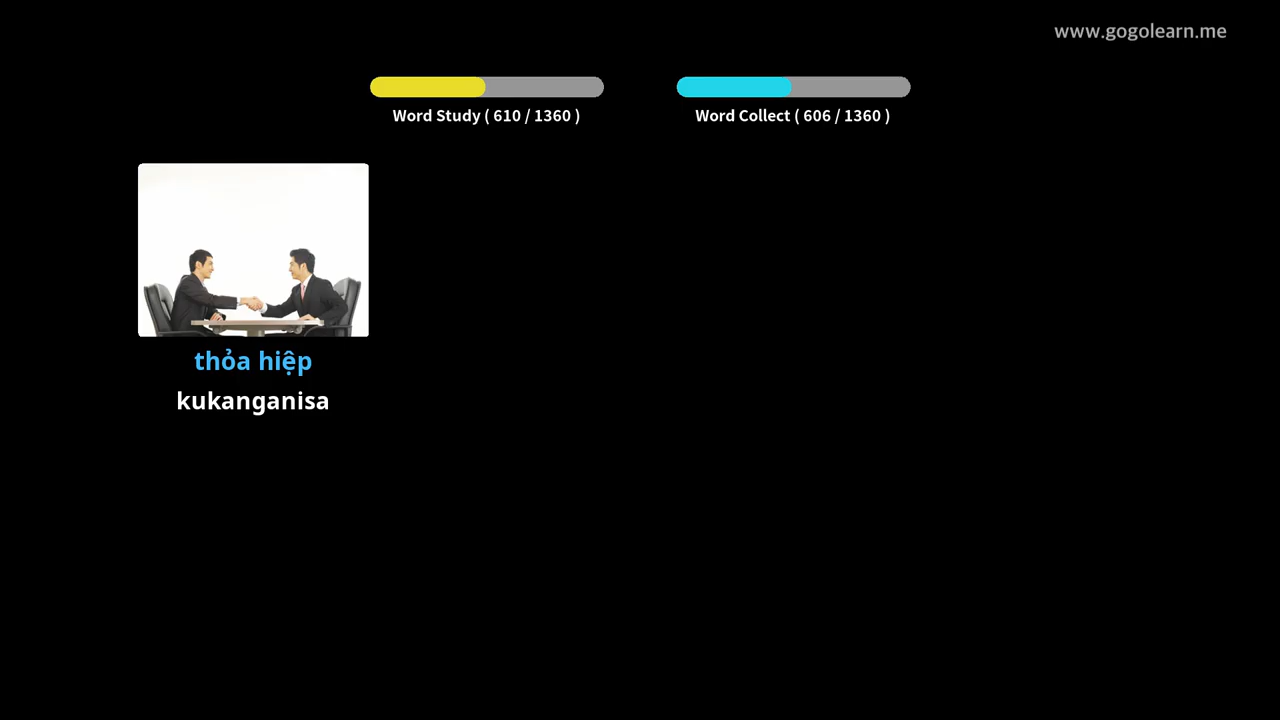 www.gogolearn.me
Word Study ( 610 / 1360 )
Word Collect ( 606 / 1360 )
thỏa hiệp
kukanganisa